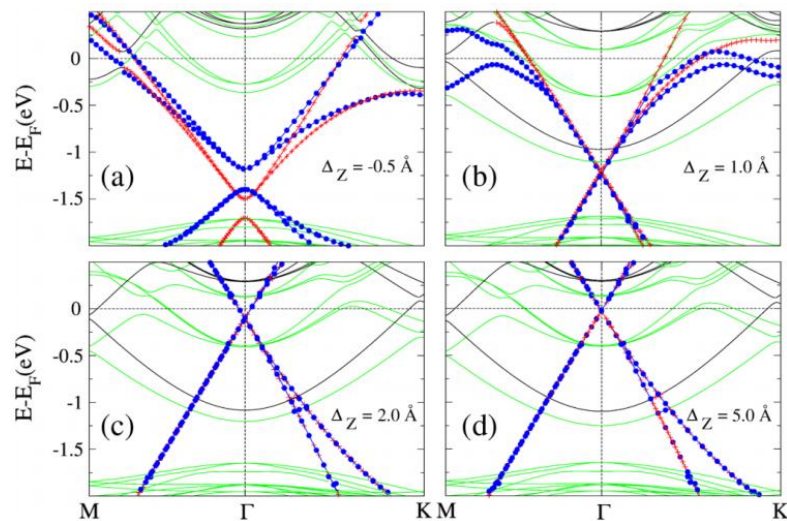 0
-0.5
-1
-1.5
E-E_F(eV)
(a)
Δ_Z = -0.5 Å
(b)
Δ_Z = 1.0 Å
0
-0.5
-1
-1.5
E-E_F(eV)
(c)
Δ_Z = 2.0 Å
(d)
Δ_Z = 5.0 Å
M Γ K M Γ K